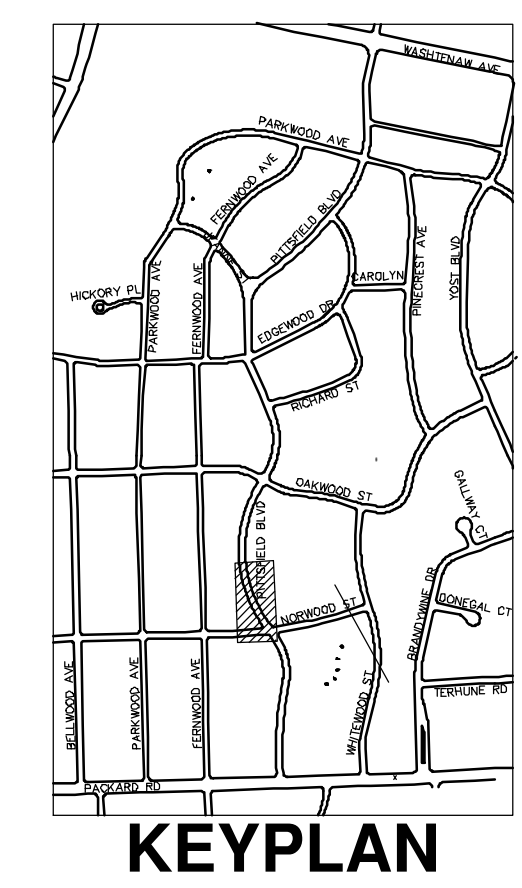 WASHTENAW AVE
PARKWOOD AVE
FERNWOOD AVE
PITTSFIELD BLVD
CAROLYN
PINECREST AVE
YOST BLVD
HICKORY PL
PARKWOOD AVE
FERNWOOD AVE
EDGEWOOD DR
RICHARD ST
OAKWOOD ST
GALLWAY CT
PITTSFIELD BLVD
NORWOOD ST
BRANDYWINE DR
DONEGAL CT
BELLWOOD AVE
PARKWOOD AVE
FERNWOOD AVE
WHITEWOOD ST
TERHUNE RD
PACKARD RD
KEYPLAN